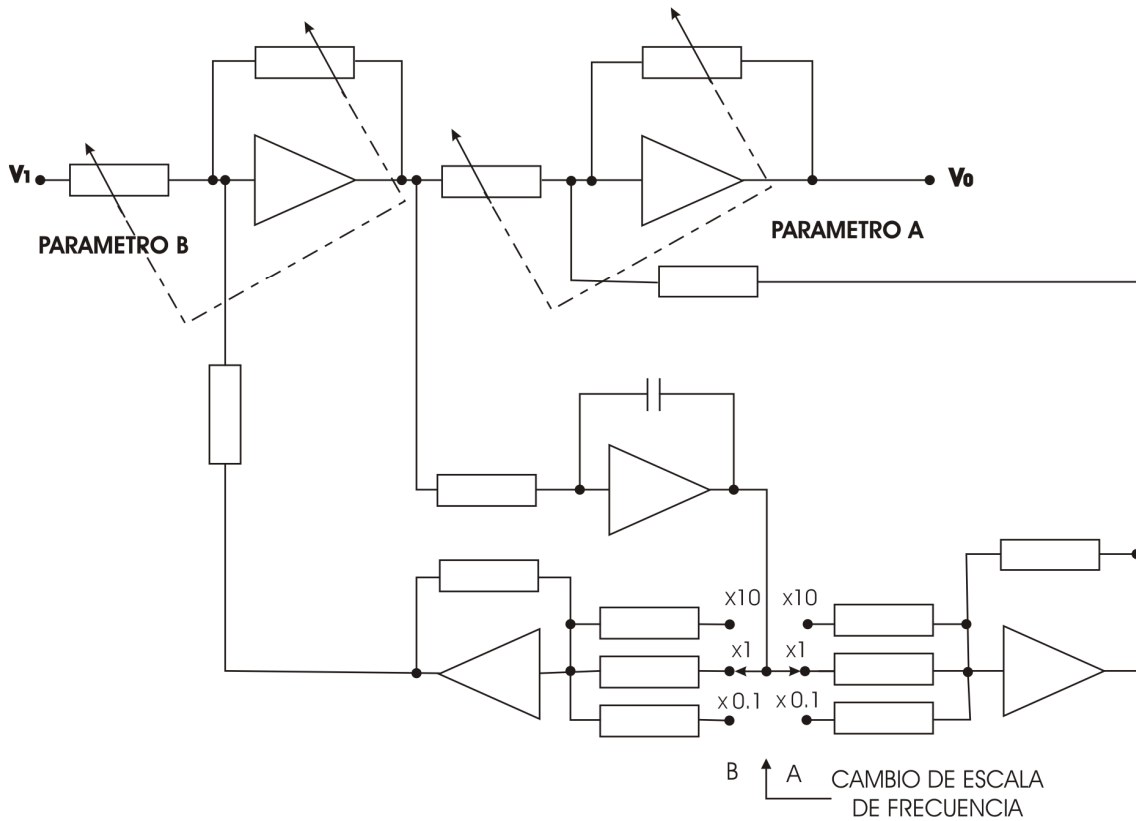 V1
V0
PARAMETRO B
PARAMETRO A
x10
x10
x1
x1
x0.1
x0.1
B
A
CAMBIO DE ESCALA
DE FRECUENCIA